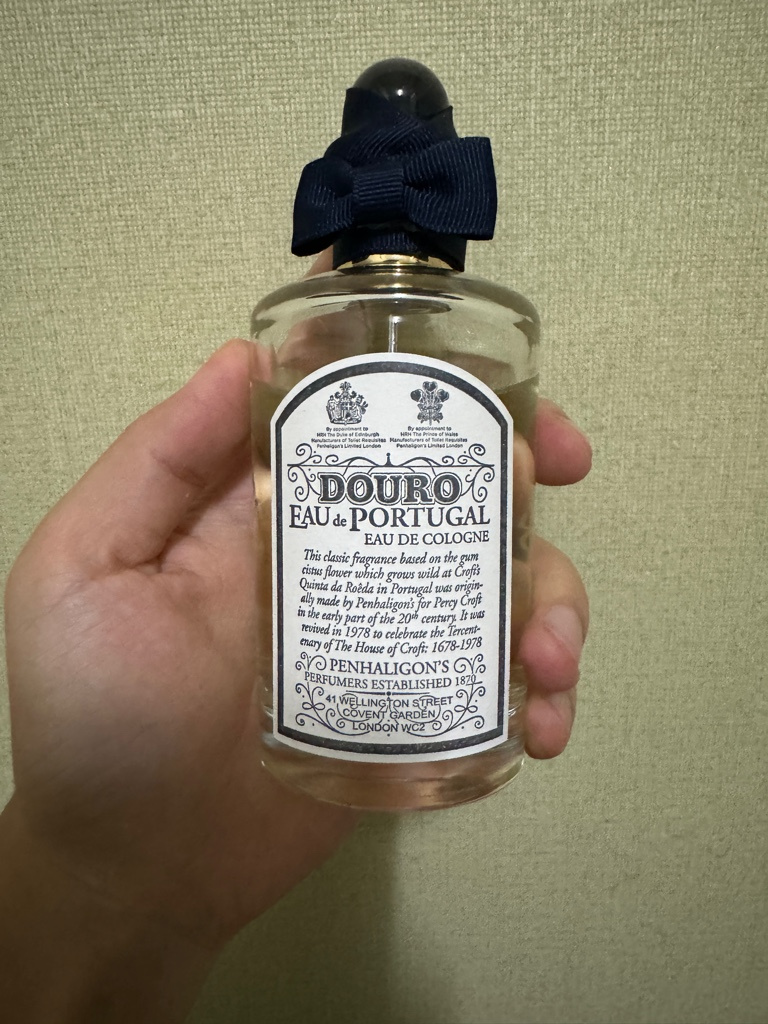 By appointment to
HRH The Duke of Edinburgh
Manufacturers of Toilet Requisites
Penhaligon's Limited London
By appointment to
HRH The Prince of Wales
Manufacturers of Toilet Requisites
Penhaligon's Limited London
DOURO
EAU de PORTUGAL
EAU DE COLOGNE
This classic fragrance based on the gum
cistus flower which grows wild at Croft's
Quinta da Roêda in Portugal was origin-
ally made by Penhaligon's for Percy Croft
in the early part of the 20th century. It was
revived in 1978 to celebrate the Tercent-
enary of The House of Croft: 1678-1978
PENHALIGON'S
PERFUMERS ESTABLISHED 1870
41 WELLINGTON STREET
COVENT GARDEN
LONDON WC2